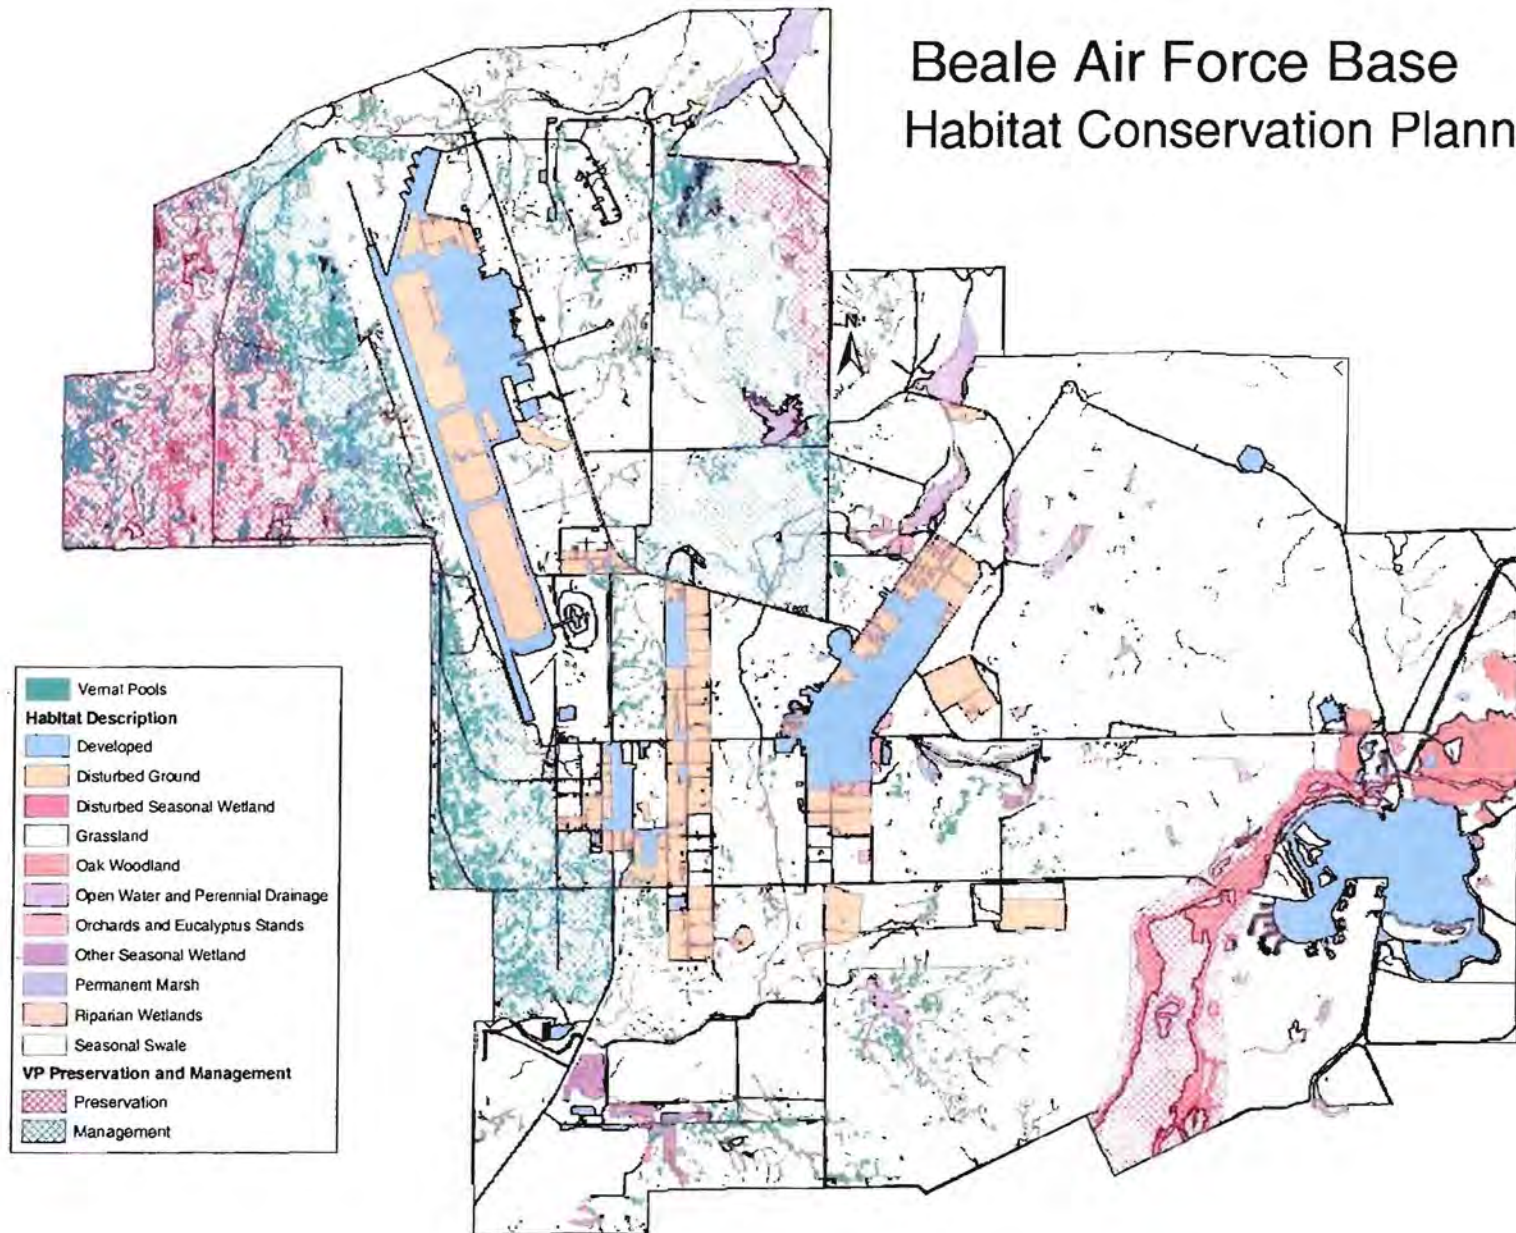 Beale Air Force Base
Habitat Conservation Plann
N
Vernal Pools
Habitat Description
Developed
Disturbed Ground
Disturbed Seasonal Wetland
Grassland
Oak Woodland
Open Water and Perennial Drainage
Orchards and Eucalyptus Stands
Other Seasonal Wetland
Permanent Marsh
Riparian Wetlands
Seasonal Swale
VP Preservation and Management
Preservation
Management